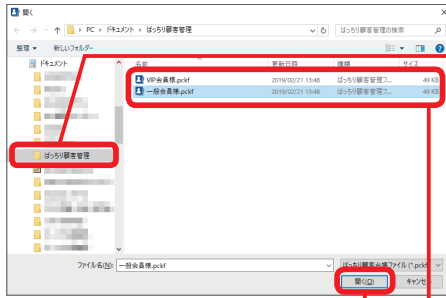 開く
PC › ドキュメント › ばっちり顧客管理
ばっちり顧客管理の検索
整理 新しいフォルダー
ドキュメント
名前 更新日時 種類 サイズ
VIP会員様.pckf 2019/02/21 13:48 ばっちり顧客管理フ... 49 KB
一般会員様.pckf 2019/02/21 13:48 ばっちり顧客管理フ... 49 KB
ばっちり顧客管理
ファイル名(N): 一般会員様.pckf
ばっちり顧客台帳ファイル (*.pckf
開く(O) キャンセ